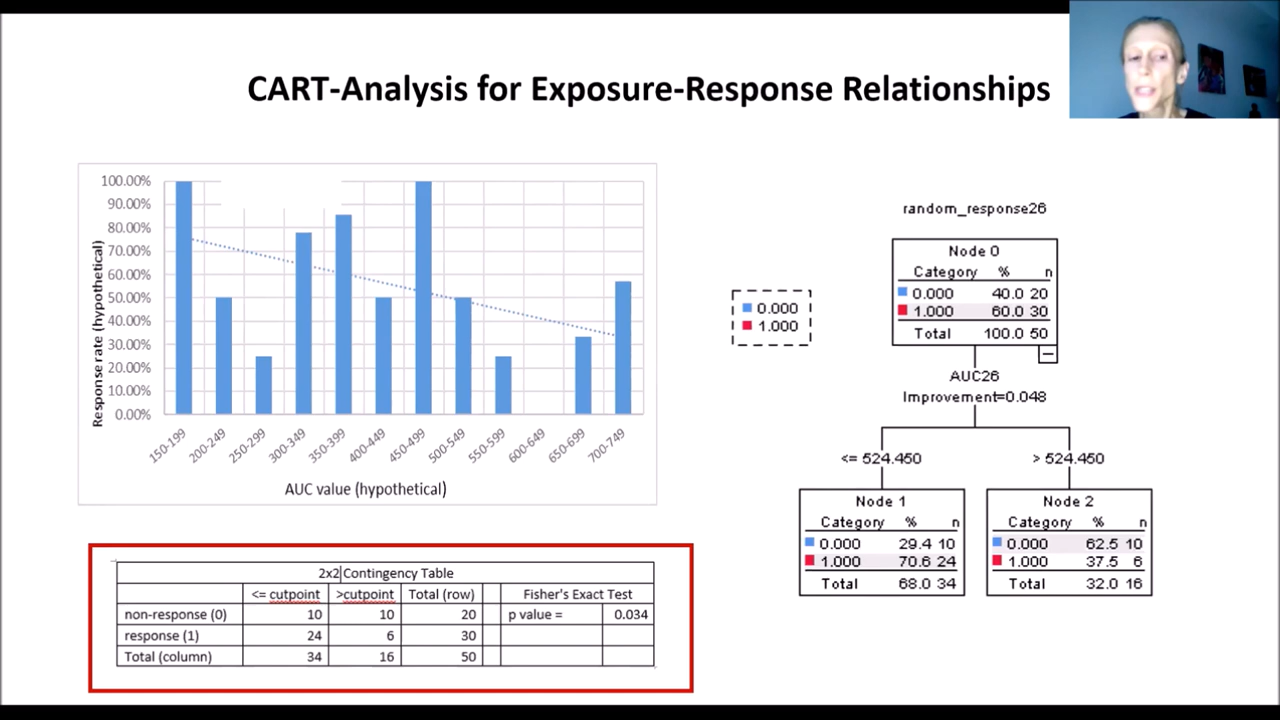 CART-Analysis for Exposure-Response Relationships
100.00%
90.00%
80.00%
70.00%
60.00%
50.00%
40.00%
30.00%
20.00%
10.00%
0.00%
Response rate (hypothetical)
150-199
200-249
250-299
300-349
350-399
400-449
450-499
500-549
550-599
600-649
650-699
700-749
AUC value (hypothetical)
2x2 Contingency Table
<= cutpoint >cutpoint Total (row) Fisher's Exact Test
non-response (0) 10 10 20 p value = 0.034
response (1) 24 6 30
Total (column) 34 16 50
0.000
1.000
random_response26
Node 0
Category % n
0.000 40.0 20
1.000 60.0 30
Total 100.0 50
AUC26
Improvement=0.048
<= 524.450
> 524.450
Node 1
Category % n
0.000 29.4 10
1.000 70.6 24
Total 68.0 34
Node 2
Category % n
0.000 62.5 10
1.000 37.5 6
Total 32.0 16